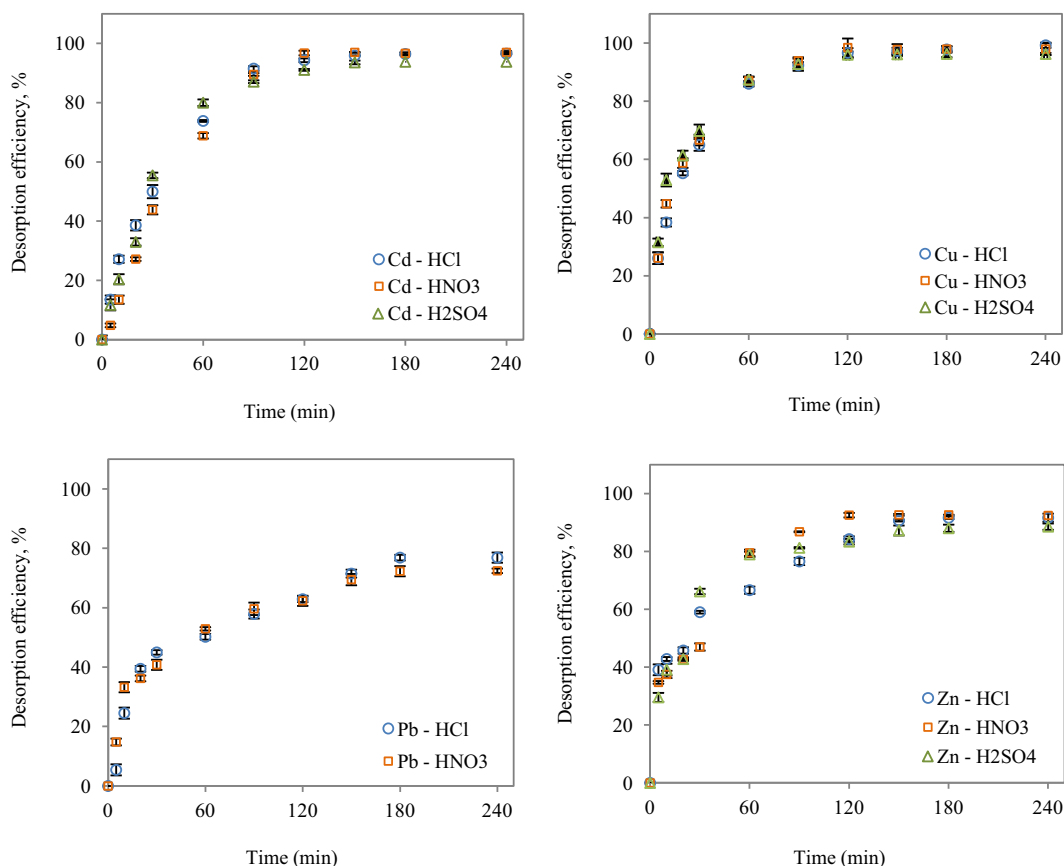 Desorption efficiency, %
100
80
60
40
20
0
Cd - HCl
Cd - HNO3
Cd - H2SO4
0 60 120 180 240
Time (min)
Desorption efficiency, %
100
80
60
40
20
0
Cu - HCl
Cu - HNO3
Cu - H2SO4
0 60 120 180 240
Time (min)
Desorption efficiency, %
100
80
60
40
20
0
Pb - HCl
Pb - HNO3
0 60 120 180 240
Time (min)
Desorption efficiency, %
100
80
60
40
20
0
Zn - HCl
Zn - HNO3
Zn - H2SO4
0 60 120 180 240
Time (min)